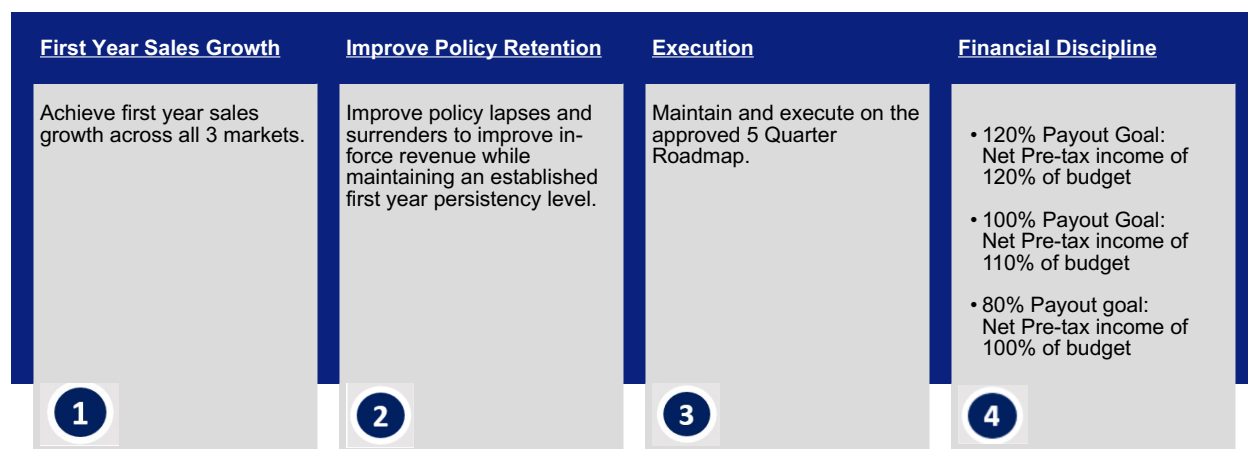 First Year Sales Growth
Achieve first year sales
growth across all 3 markets.
1
Improve Policy Retention
Improve policy lapses and
surrenders to improve in-
force revenue while
maintaining an established
first year persistency level.
2
Execution
Maintain and execute on the
approved 5 Quarter
Roadmap.
3
Financial Discipline
• 120% Payout Goal:
Net Pre-tax income of
120% of budget
• 100% Payout Goal:
Net Pre-tax income of
110% of budget
• 80% Payout goal:
Net Pre-tax income of
100% of budget
4